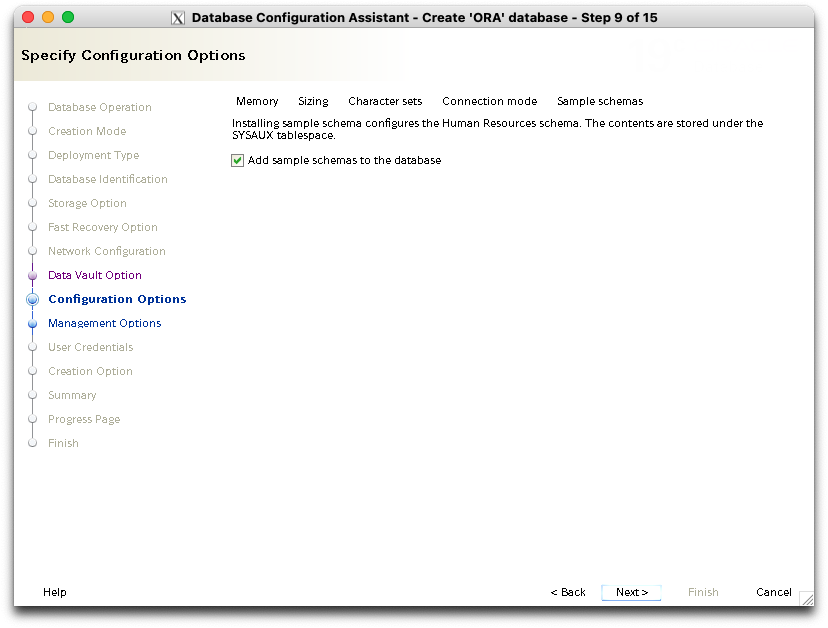 Database Configuration Assistant - Create 'ORA' database - Step 9 of 15
Specify Configuration Options
Database Operation
Creation Mode
Deployment Type
Database Identification
Storage Option
Fast Recovery Option
Network Configuration
Data Vault Option
Configuration Options
Management Options
User Credentials
Creation Option
Summary
Progress Page
Finish
Memory Sizing Character sets Connection mode Sample schemas
Installing sample schema configures the Human Resources schema. The contents are stored under the
SYSAUX tablespace.
Add sample schemas to the database
Help < Back Next > Finish Cancel